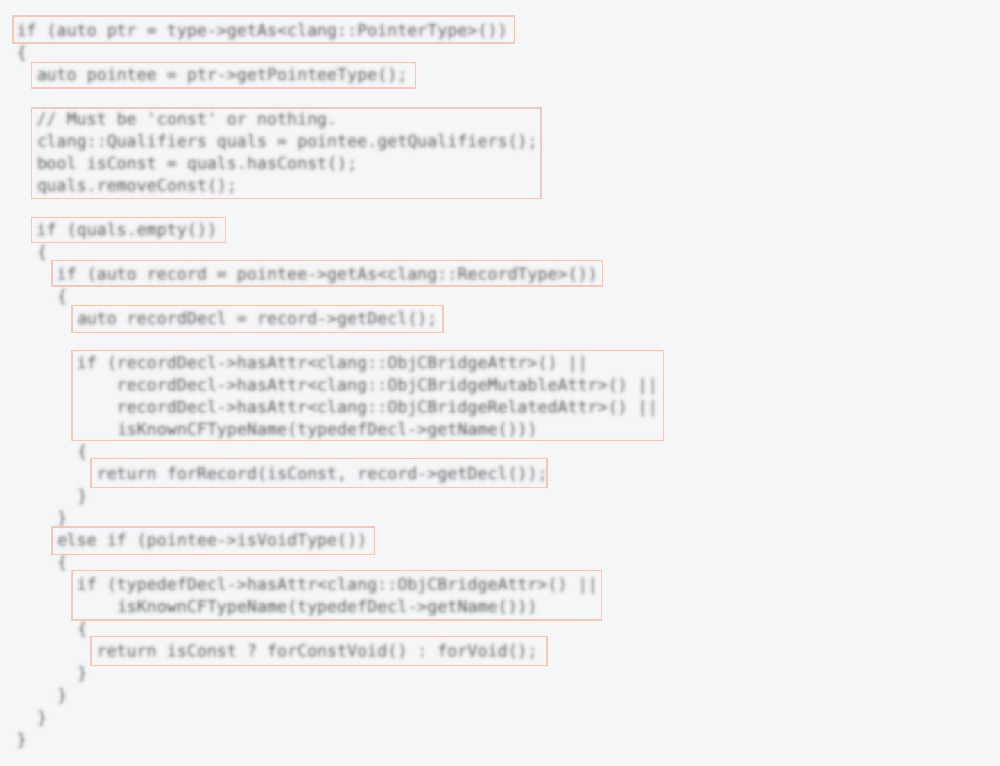 if (auto ptr = type->getAs<clang::PointerType>())
{
  auto pointee = ptr->getPointeeType();

  // Must be 'const' or nothing.
  clang::Qualifiers quals = pointee.getQualifiers();
  bool isConst = quals.hasConst();
  quals.removeConst();

  if (quals.empty())
  {
    if (auto record = pointee->getAs<clang::RecordType>())
    {
      auto recordDecl = record->getDecl();

      if (recordDecl->hasAttr<clang::ObjCBridgeAttr>() ||
          recordDecl->hasAttr<clang::ObjCBridgeMutableAttr>() ||
          recordDecl->hasAttr<clang::ObjCBridgeRelatedAttr>() ||
          isKnownCFTypeName(typedefDecl->getName()))
      {
        return forRecord(isConst, record->getDecl());
      }
    }
    else if (pointee->isVoidType())
    {
      if (typedefDecl->hasAttr<clang::ObjCBridgeAttr>() ||
          isKnownCFTypeName(typedefDecl->getName()))
      {
        return isConst ? forConstVoid() : forVoid();
      }
    }
  }
}